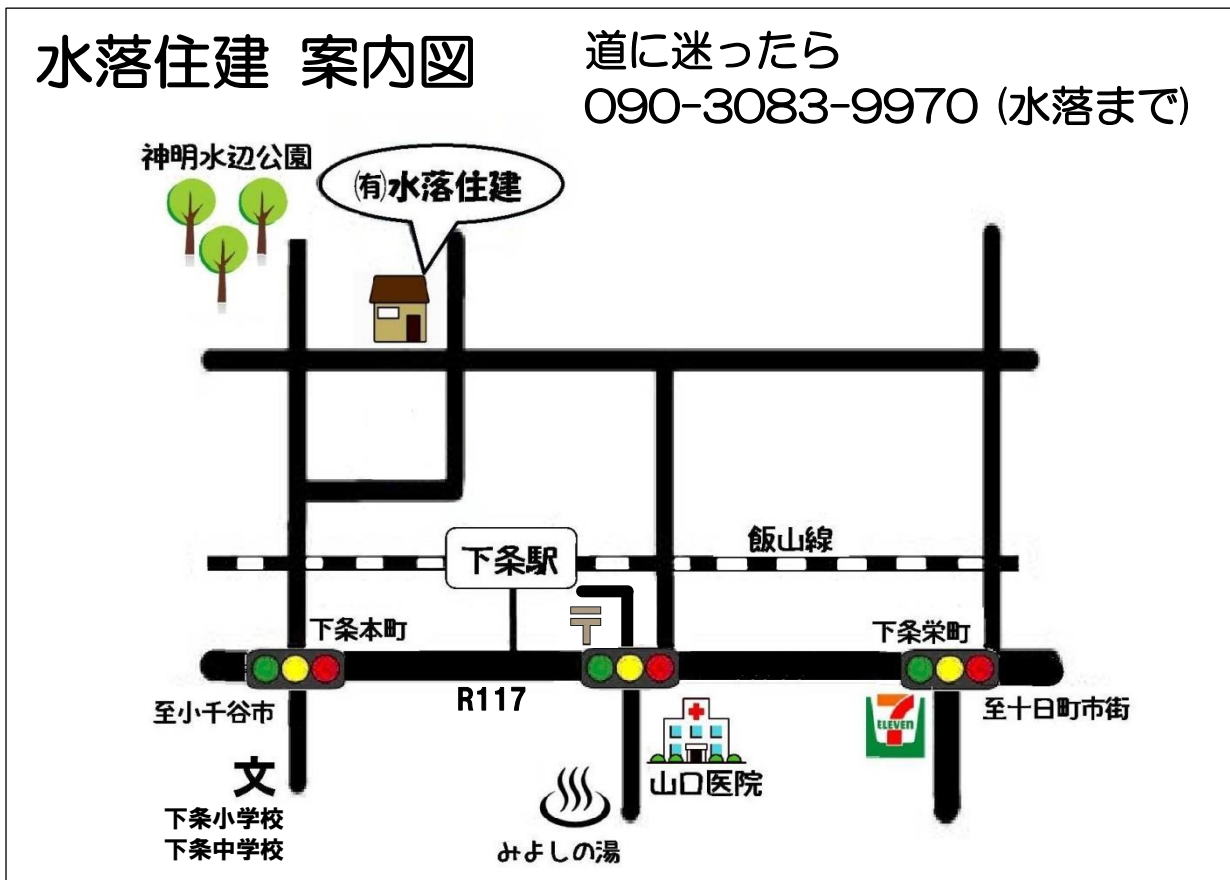 水落住建 案内図
道に迷ったら
090-3083-9970 (水落まで)
神明水辺公園
㈲水落住建
下条駅
飯山線
〒
下条本町
下条栄町
R117
至小千谷市
至十日町市街
7
ELEVEN
文
山口医院
下条小学校
下条中学校
みよしの湯